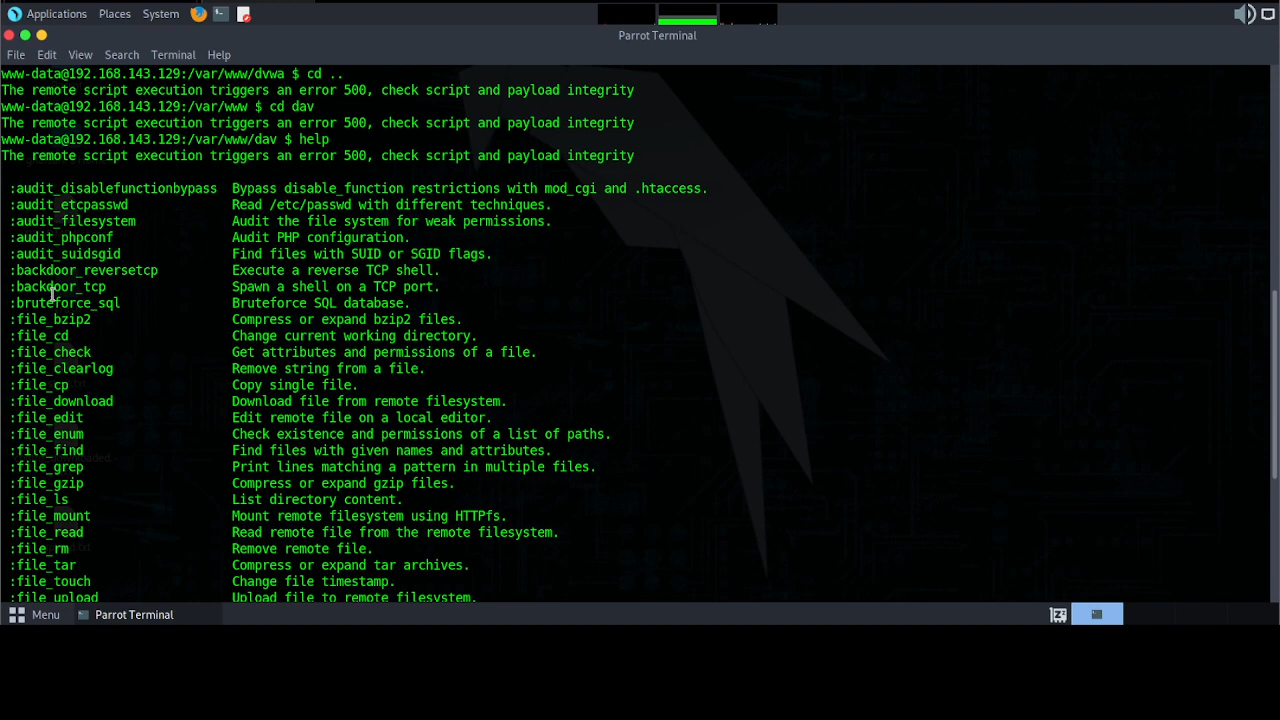 Applications Places System
Parrot Terminal
File Edit View Search Terminal Help
www-data@192.168.143.129:/var/www/dvwa $ cd ..
The remote script execution triggers an error 500, check script and payload integrity
www-data@192.168.143.129:/var/www $ cd dav
The remote script execution triggers an error 500, check script and payload integrity
www-data@192.168.143.129:/var/www/dav $ help
The remote script execution triggers an error 500, check script and payload integrity
:audit_disablefunctionbypass Bypass disable_function restrictions with mod_cgi and .htaccess.
:audit_etcpasswd Read /etc/passwd with different techniques.
:audit_filesystem Audit the file system for weak permissions.
:audit_phpconf Audit PHP configuration.
:audit_suidsgid Find files with SUID or SGID flags.
:backdoor_reversetcp Execute a reverse TCP shell.
:backdoor_tcp Spawn a shell on a TCP port.
:bruteforce_sql Bruteforce SQL database.
:file_bzip2 Compress or expand bzip2 files.
:file_cd Change current working directory.
:file_check Get attributes and permissions of a file.
:file_clearlog Remove string from a file.
:file_cp Copy single file.
:file_download Download file from remote filesystem.
:file_edit Edit remote file on a local editor.
:file_enum Check existence and permissions of a list of paths.
:file_find Find files with given names and attributes.
:file_grep Print lines matching a pattern in multiple files.
:file_gzip Compress or expand gzip files.
:file_ls List directory content.
:file_mount Mount remote filesystem using HTTPfs.
:file_read Read remote file from the remote filesystem.
:file_rm Remove remote file.
:file_tar Compress or expand tar archives.
:file_touch Change file timestamp.
:file_upload Upload file to remote filesystem.
Menu Parrot Terminal